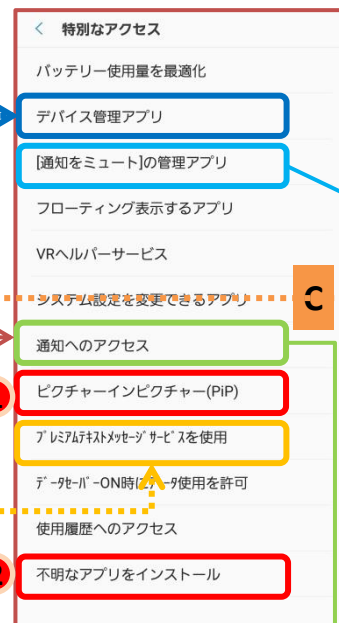 < 特別なアクセス
バッテリー使用量を最適化
デバイス管理アプリ
[通知をミュート]の管理アプリ
フローティング表示するアプリ
VRヘルパーサービス
システム設定を変更できるアプリ
C
通知へのアクセス
ピクチャーインピクチャー(PiP)
プレミアムテキストメッセージサービスを使用
データセーバーON時にデータ使用を許可
使用履歴へのアクセス
不明なアプリをインストール